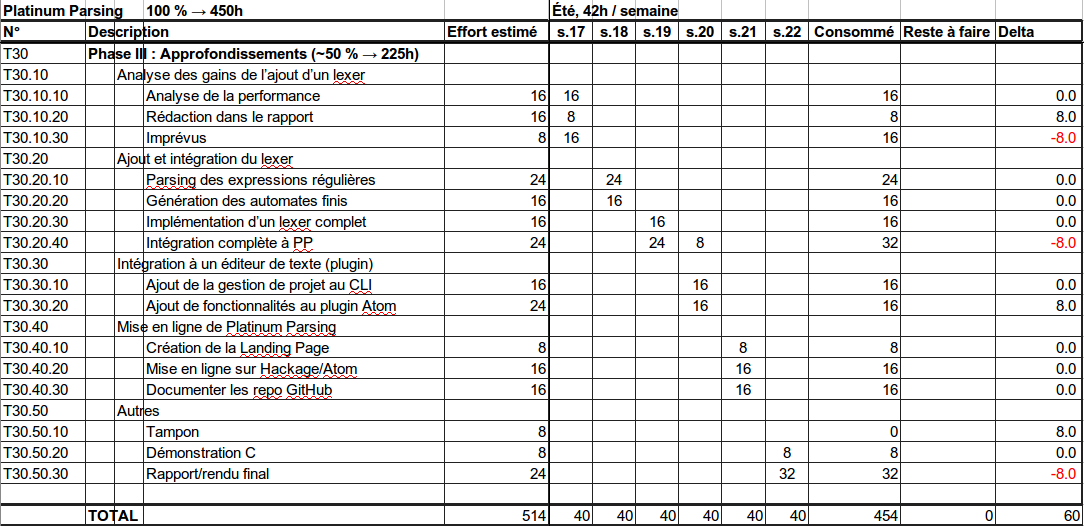 Platinum Parsing 100 % → 450h Été, 42h / semaine
N° Description Effort estimé s.17 s.18 s.19 s.20 s.21 s.22 Consommé Reste à faire Delta
T30 Phase III : Approfondissements (~50 % → 225h)
T30.10 Analyse des gains de l'ajout d'un lexer
T30.10.10 Analyse de la performance 16 16 16 0.0
T30.10.20 Rédaction dans le rapport 16 8 8 8.0
T30.10.30 Imprévus 8 16 16 -8.0
T30.20 Ajout et intégration du lexer
T30.20.10 Parsing des expressions régulières 24 24 24 0.0
T30.20.20 Génération des automates finis 16 16 16 0.0
T30.20.30 Implémentation d'un lexer complet 16 16 16 0.0
T30.20.40 Intégration complète à PP 24 24 8 32 -8.0
T30.30 Intégration à un éditeur de texte (plugin)
T30.30.10 Ajout de la gestion de projet au CLI 16 16 16 0.0
T30.30.20 Ajout de fonctionnalités au plugin Atom 24 16 16 8.0
T30.40 Mise en ligne de Platinum Parsing
T30.40.10 Création de la Landing Page 8 8 8 0.0
T30.40.20 Mise en ligne sur Hackage/Atom 16 16 16 0.0
T30.40.30 Documenter les repo GitHub 16 16 16 0.0
T30.50 Autres
T30.50.10 Tampon 8 0 8.0
T30.50.20 Démonstration C 8 8 8 0.0
T30.50.30 Rapport/rendu final 24 32 32 -8.0
TOTAL 514 40 40 40 40 40 40 454 0 60